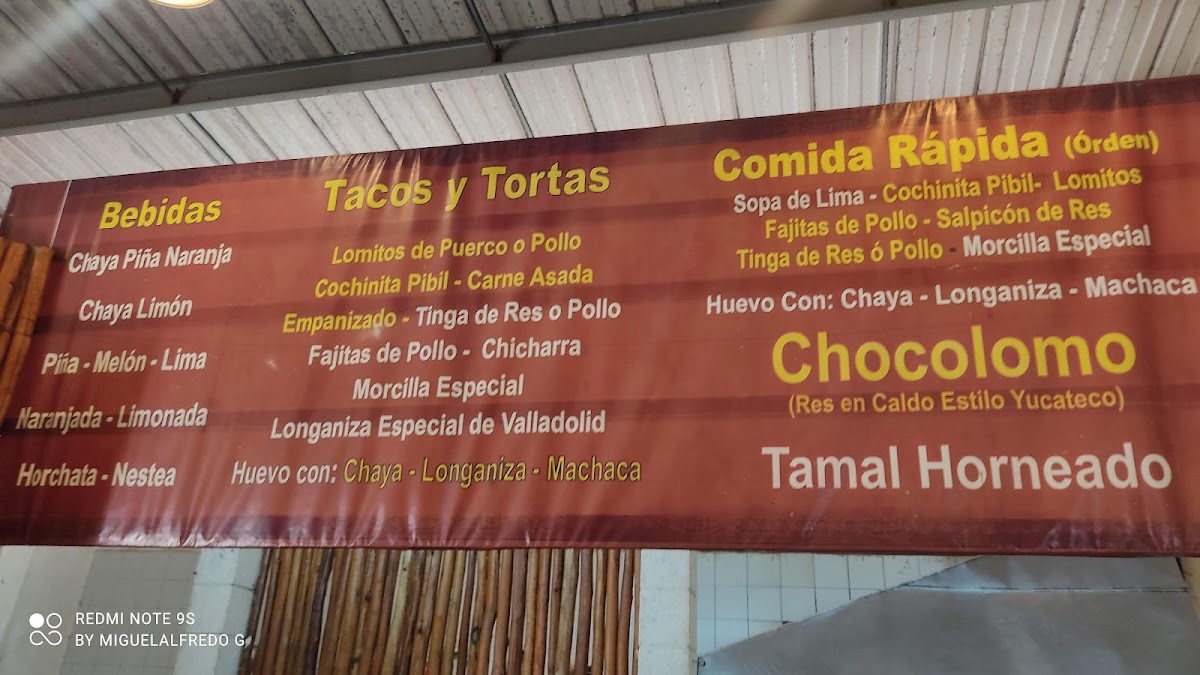 Bebidas
Chaya Piña Naranja
Chaya Limón
Piña - Melón - Lima
Naranjada - Limonada
Horchata - Nestea
Tacos y Tortas
Lomitos de Puerco o Pollo
Cochinita Pibil - Carne Asada
Empanizado - Tinga de Res o Pollo
Fajitas de Pollo - Chicharra
Morcilla Especial
Longaniza Especial de Valladolid
Huevo con: Chaya - Longaniza - Machaca
Comida Rápida (Órden)
Sopa de Lima - Cochinita Pibil- Lomitos
Fajitas de Pollo - Salpicón de Res
Tinga de Res ó Pollo - Morcilla Especial
Huevo Con: Chaya - Longaniza - Machaca
Chocolomo
(Res en Caldo Estilo Yucateco)
Tamal Horneado
REDMI NOTE 9S
BY MIGUELALFREDO G